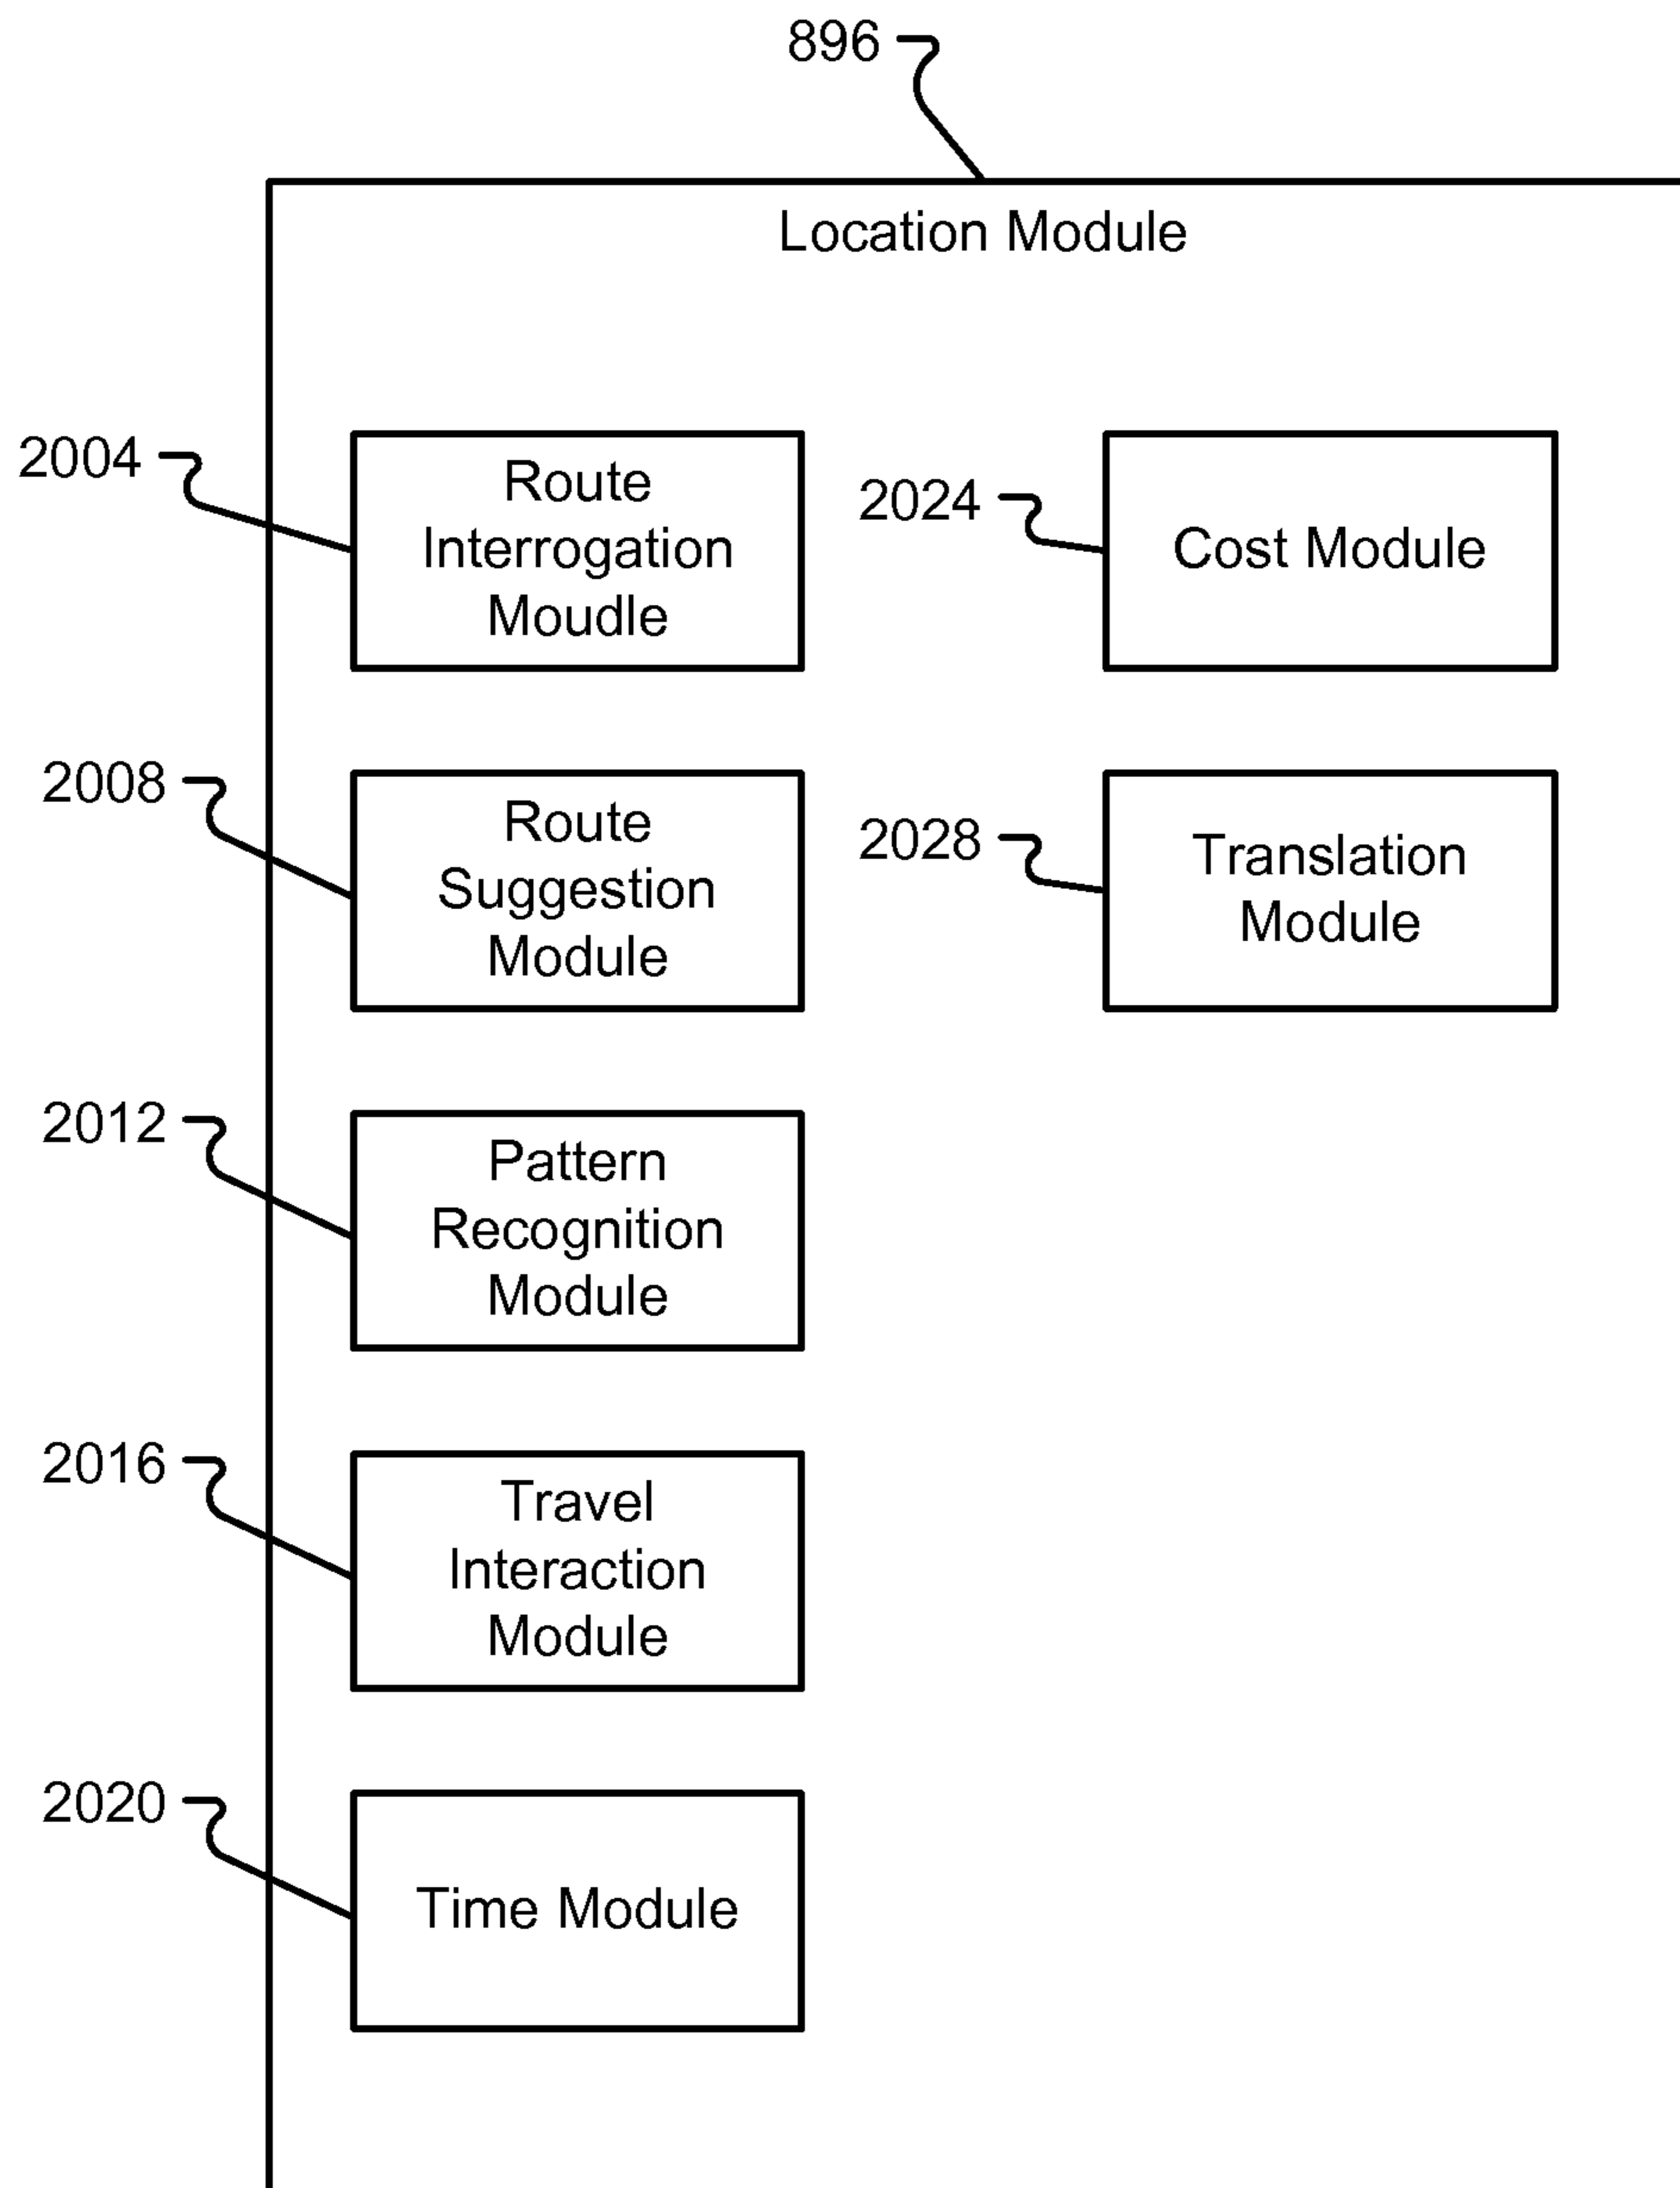 896
Location Module
2004
Route
Interrogation
Moudle
2024
Cost Module
2008
Route
Suggestion
Module
2028
Translation
Module
2012
Pattern
Recognition
Module
2016
Travel
Interaction
Module
2020
Time Module